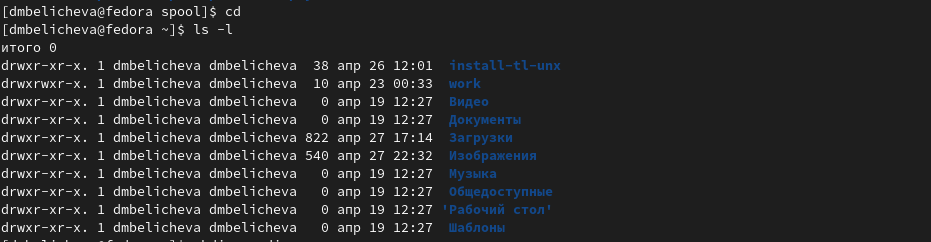 [dmbelicheva@fedora spool]$ cd
[dmbelicheva@fedora ~]$ ls -l
итого 0
drwxr-xr-x. 1 dmbelicheva dmbelicheva  38 апр 26 12:01  install-tl-unx
drwxrwxr-x. 1 dmbelicheva dmbelicheva  10 апр 23 00:33  work
drwxr-xr-x. 1 dmbelicheva dmbelicheva   0 апр 19 12:27  Видео
drwxr-xr-x. 1 dmbelicheva dmbelicheva   0 апр 19 12:27  Документы
drwxr-xr-x. 1 dmbelicheva dmbelicheva 822 апр 27 17:14  Загрузки
drwxr-xr-x. 1 dmbelicheva dmbelicheva 540 апр 27 22:32  Изображения
drwxr-xr-x. 1 dmbelicheva dmbelicheva   0 апр 19 12:27  Музыка
drwxr-xr-x. 1 dmbelicheva dmbelicheva   0 апр 19 12:27  Общедоступные
drwxr-xr-x. 1 dmbelicheva dmbelicheva   0 апр 19 12:27 'Рабочий стол'
drwxr-xr-x. 1 dmbelicheva dmbelicheva   0 апр 19 12:27  Шаблоны